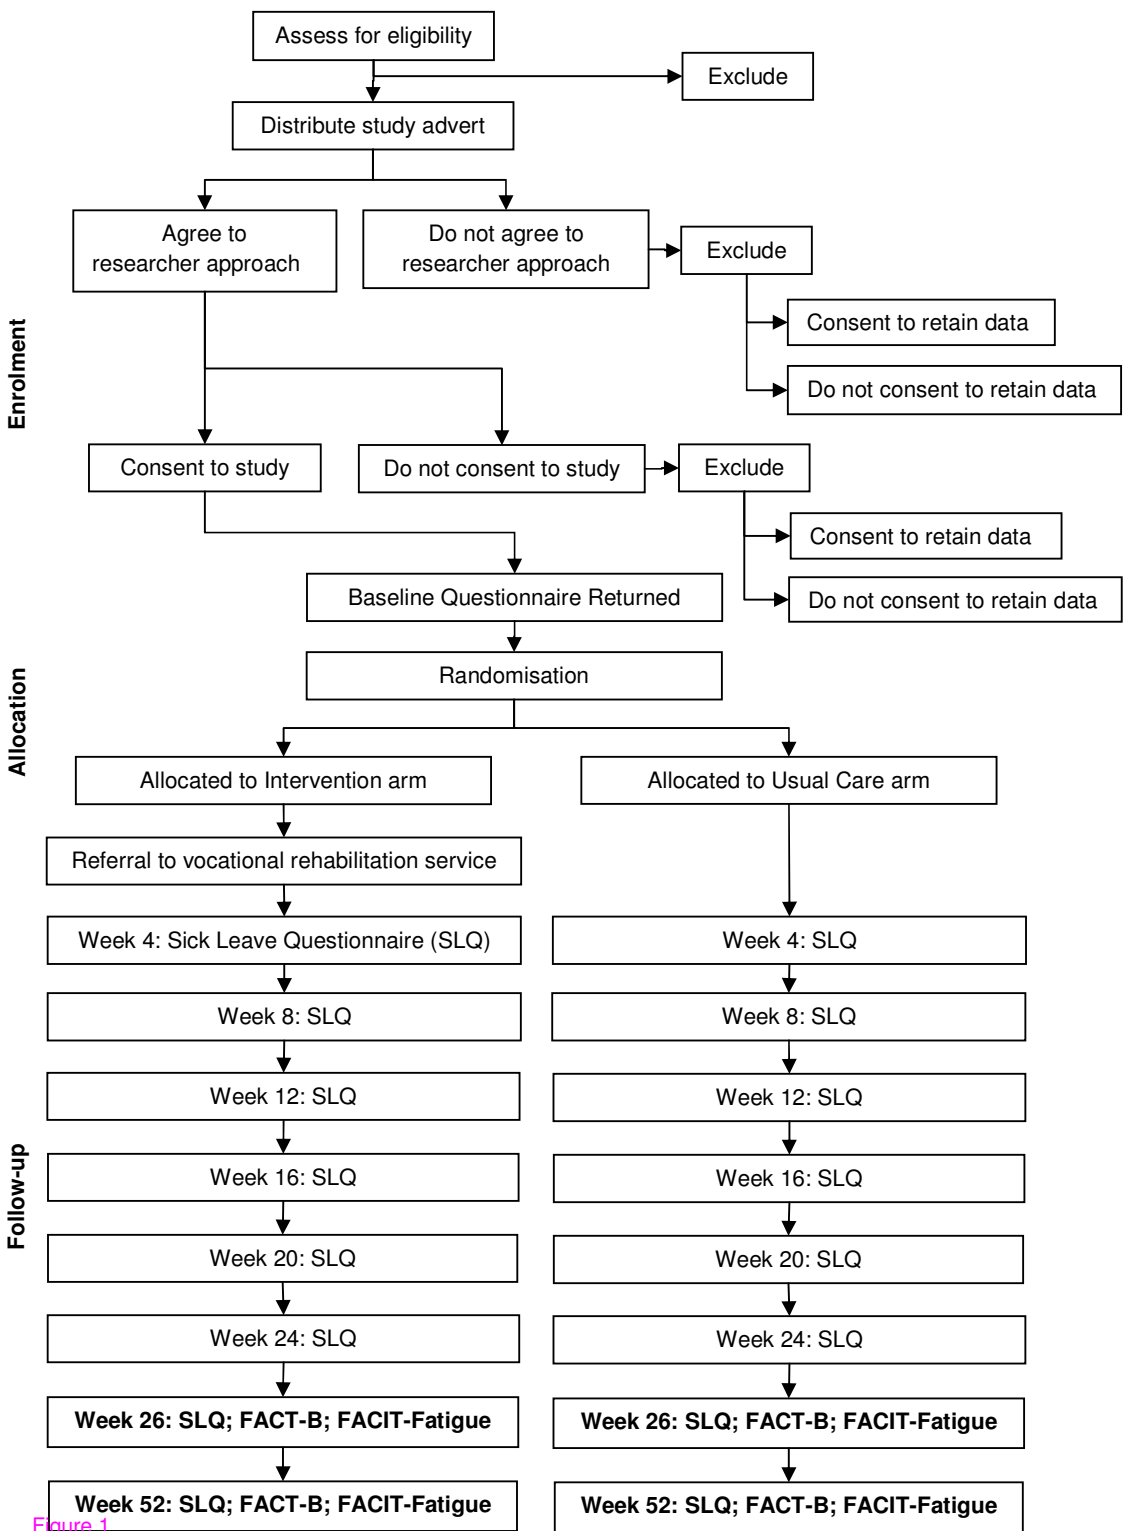 Assess for eligibility
Exclude
Distribute study advert
Agree to
researcher approach
Do not agree to
researcher approach
Exclude
Consent to retain data
Do not consent to retain data
Enrolment
Consent to study
Do not consent to study
Exclude
Consent to retain data
Do not consent to retain data
Baseline Questionnaire Returned
Randomisation
Allocation
Allocated to Intervention arm
Allocated to Usual Care arm
Referral to vocational rehabilitation service
Week 4: Sick Leave Questionnaire (SLQ)
Week 4: SLQ
Week 8: SLQ
Week 8: SLQ
Week 12: SLQ
Week 12: SLQ
Follow-up
Week 16: SLQ
Week 16: SLQ
Week 20: SLQ
Week 20: SLQ
Week 24: SLQ
Week 24: SLQ
Week 26: SLQ; FACT-B; FACIT-Fatigue
Week 26: SLQ; FACT-B; FACIT-Fatigue
Week 52: SLQ; FACT-B; FACIT-Fatigue
Week 52: SLQ; FACT-B; FACIT-Fatigue
Figure 1